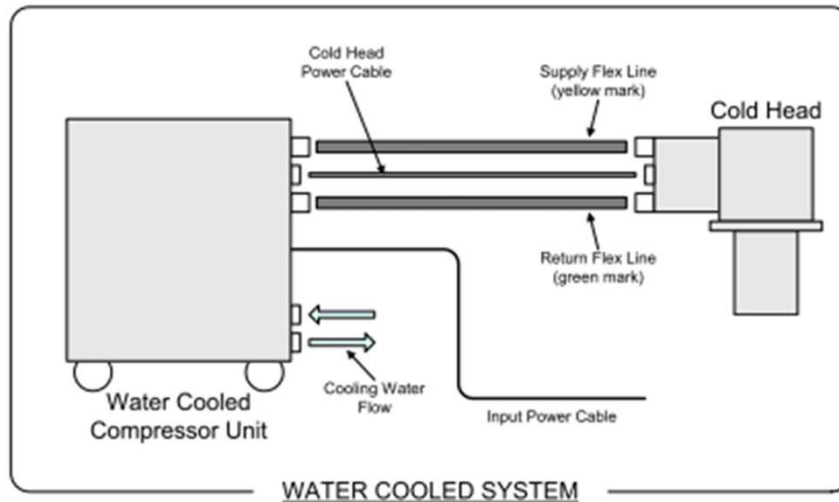 Cold Head
Power Cable
Supply Flex Line
(yellow mark)
Cold Head
Return Flex Line
(green mark)
Cooling Water
Flow
Water Cooled
Compressor Unit
Input Power Cable
WATER COOLED SYSTEM